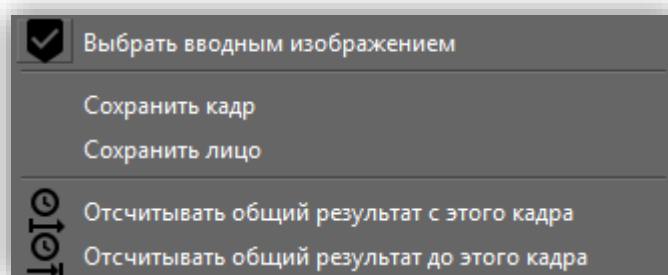 Выбрать вводным изображением
Сохранить кадр
Сохранить лицо
Отсчитывать общий результат с этого кадра
Отсчитывать общий результат до этого кадра